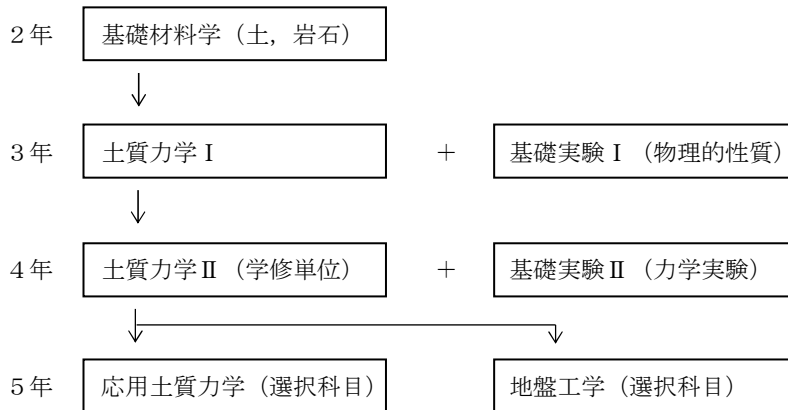 ２年 基礎材料学（土，岩石）
３年 土質力学Ⅰ ＋ 基礎実験Ⅰ（物理的性質）
４年 土質力学Ⅱ（学修単位） ＋ 基礎実験Ⅱ（力学実験）
５年 応用土質力学（選択科目） 地盤工学（選択科目）